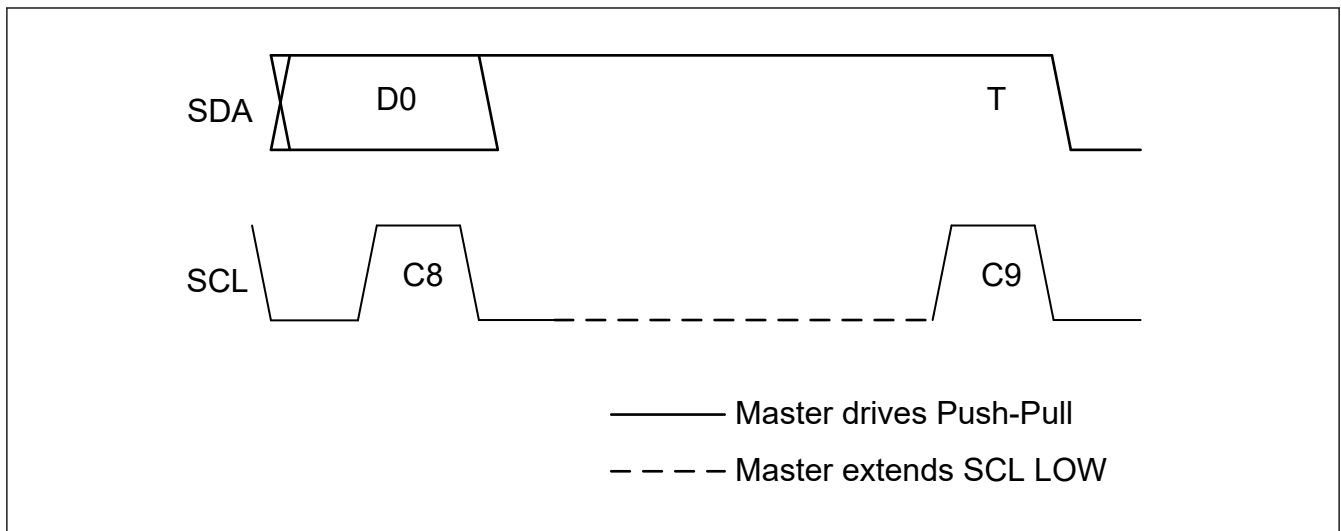 D0
T
SDA
C8
C9
SCL
Master drives Push-Pull
Master extends SCL LOW